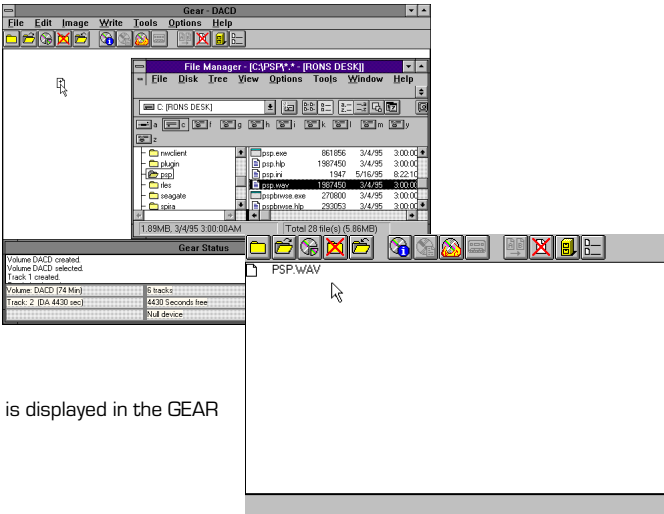 Gear - DACD
File Edit Image Write Tools Options Help
File Manager - [C:\PSP\*.* - [RONS DESK]]
File Disk Tree View Options Tools Window Help
C: [RONS DESK]
a c f g h i k l m y
z
nwclient
plugin
psp
rles
seagate
spira
psp.exe 861856 3/4/95 3:00:00
psp.hlp 1987450 3/4/95 3:00:00
psp.ini 1947 5/16/95 8:22:10
psp.wav 1987450 3/4/95 3:00:00
pspbrwse.exe 270800 3/4/95 3:00:00
pspbrwse.hlp 293053 3/4/95 3:00:00
1.89MB, 3/4/95 3:00:00AM Total 28 file(s) (5.86MB)
Gear Status
Volume DACD created.
Volume DACD selected.
Track 1 created.
Volume: DACD (74 Min) 6 tracks
Track: 2 (DA 4430 sec) 4430 Seconds free
Null device
PSP.WAV
is displayed in the GEAR